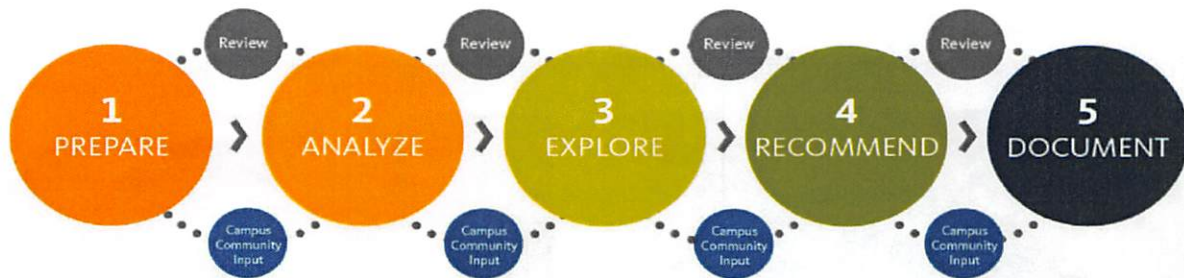 Review
Review
Review
Review
1
PREPARE
2
ANALYZE
3
EXPLORE
4
RECOMMEND
5
DOCUMENT
Campus
Community
Input
Campus
Community
Input
Campus
Community
Input
Campus
Community
Input